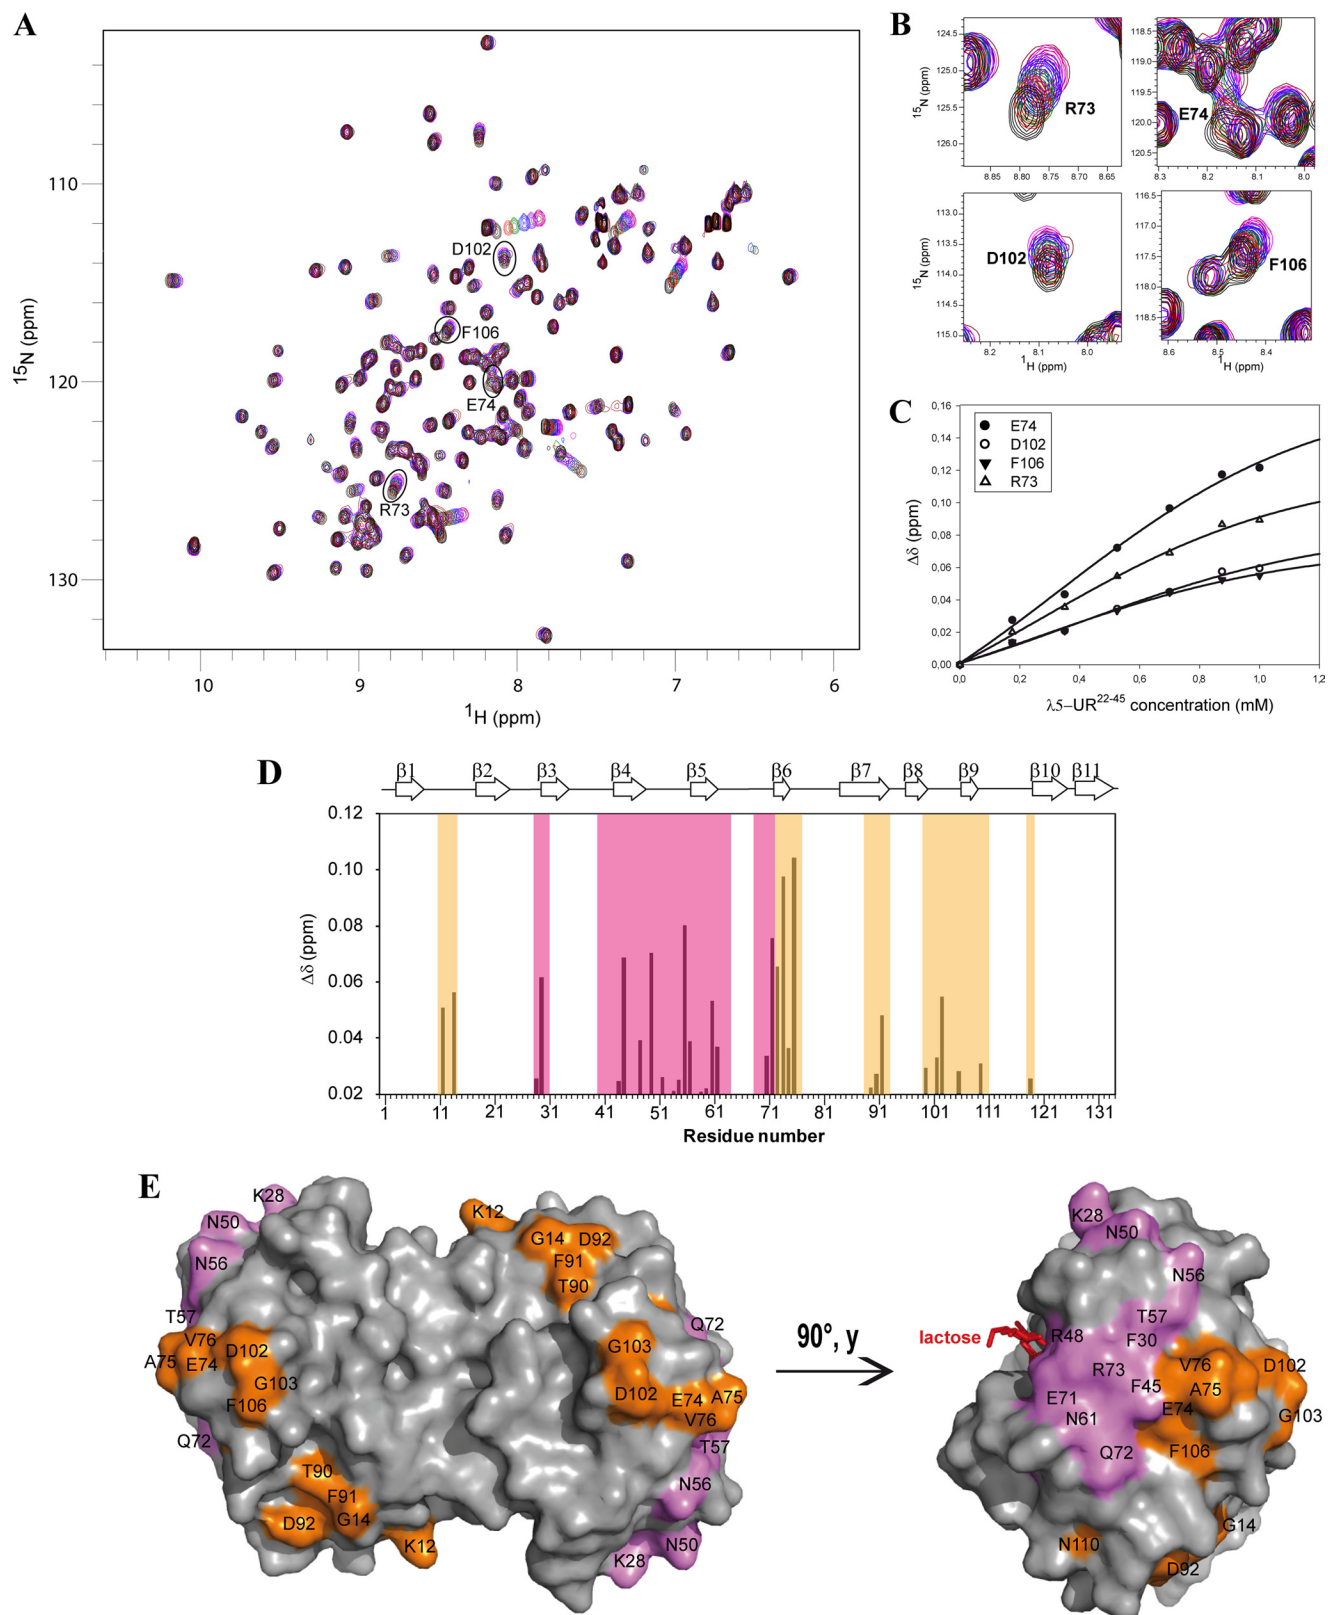 A
15N (ppm)
110
120
130
10
9
8
7
6
1H (ppm)
D102
F106
E74
R73
B
15N (ppm)
124.5
125.0
125.5
126.0
R73
8.85
8.80
8.75
8.70
8.65
118.5
119.0
119.5
120.0
120.5
E74
8.3
8.2
8.1
8.0
15N (ppm)
113.0
113.5
114.0
114.5
115.0
D102
8.2
8.1
8.0
1H (ppm)
116.5
117.0
117.5
118.0
118.5
F106
8.6
8.5
8.4
1H (ppm)
C
Δδ (ppm)
0,16
0,14
0,12
0,10
0,08
0,06
0,04
0,02
0,00
E74
D102
F106
R73
0,0
0,2
0,4
0,6
0,8
1,0
1,2
λ5–UR22-45 concentration (mM)
D
β1
β2
β3
β4
β5
β6
β7
β8
β9
β10
β11
Δδ (ppm)
0.12
0.10
0.08
0.06
0.04
0.02
1
11
21
31
41
51
61
71
81
91
101
111
121
131
Residue number
E
K28
N50
N56
T57
V76
A75
E74
D102
G103
F106
Q72
T90
F91
D92
G14
K12
K12
G14
D92
F91
T90
Q72
G103
D102
E74
A75
V76
T57
N56
N50
K28
90°, y
lactose
K28
N50
N56
T57
R48
F30
R73
V76
D102
F45
A75
E71
E74
G103
N61
Q72
F106
G14
N110
D92